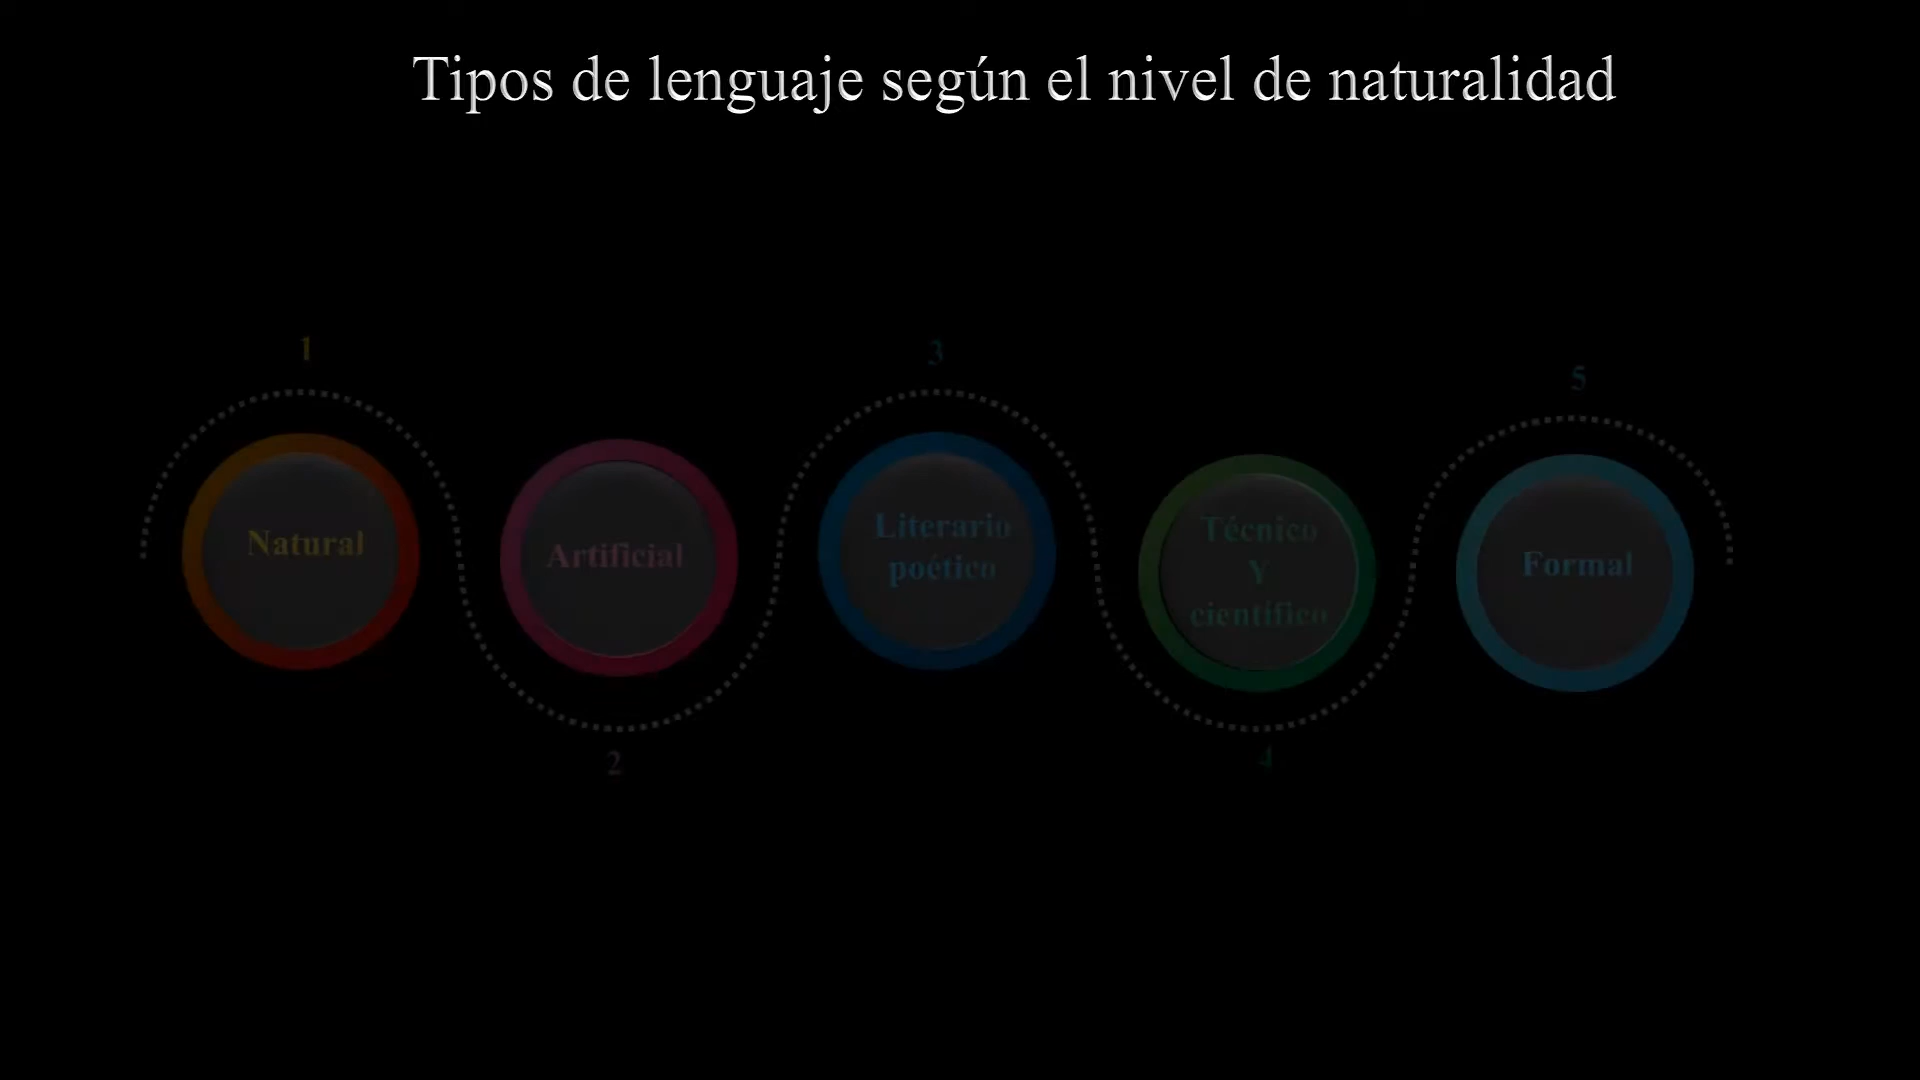 Tipos de lenguaje según el nivel de naturalidad
1
Natural
2
Artificial
3
Literario
poético
4
Técnico
Y
científico
5
Formal